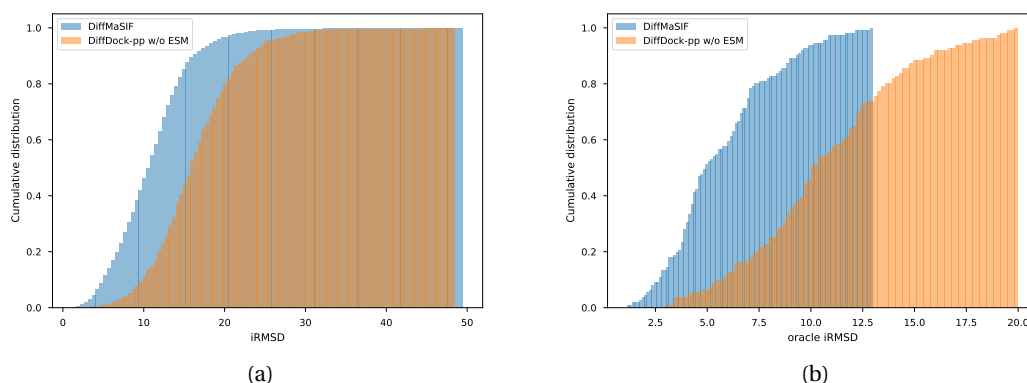 DiffMaSIF
DiffDock-pp w/o ESM
Cumulative distribution
1.0
0.8
0.6
0.4
0.2
0.0
0 10 20 30 40 50
iRMSD
(a)
DiffMaSIF
DiffDock-pp w/o ESM
Cumulative distribution
1.0
0.8
0.6
0.4
0.2
0.0
2.5 5.0 7.5 10.0 12.5 15.0 17.5 20.0
oracle iRMSD
(b)